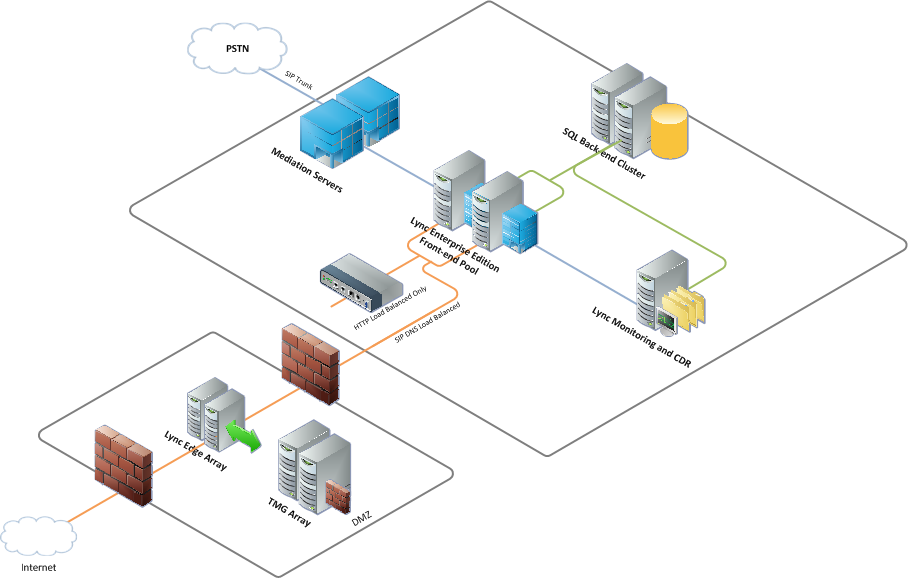 PSTN
SIP Trunk
Mediation Servers
SQL Back-end Cluster
Lync Enterprise Edition
Front-end Pool
HTTP Load Balanced Only
SIP DNS Load Balanced
Lync Monitoring and CDR
Lync Edge Array
TMG Array
DMZ
Internet